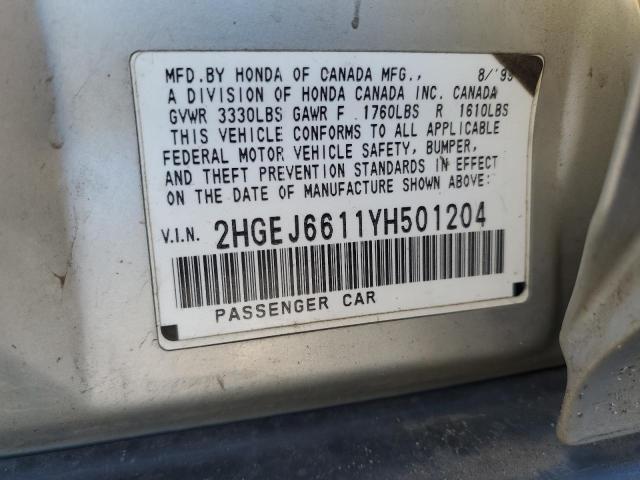 MFD.BY HONDA OF CANADA MFG., 8/'99
A DIVISION OF HONDA CANADA INC. CANADA
GVWR 3330LBS GAWR F 1760LBS R 1610LBS
THIS VEHICLE CONFORMS TO ALL APPLICABLE
FEDERAL MOTOR VEHICLE SAFETY, BUMPER,
AND THEFT PREVENTION STANDARDS IN EFFECT
ON THE DATE OF MANUFACTURE SHOWN ABOVE:
V.I.N. 2HGEJ6611YH501204
PASSENGER CAR